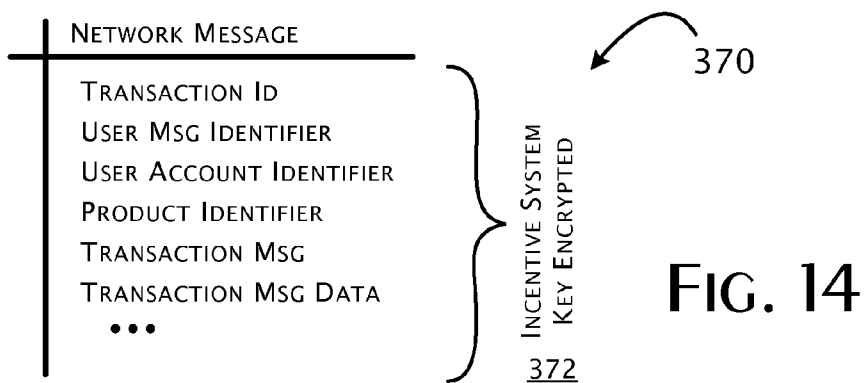 NETWORK MESSAGE
TRANSACTION ID
USER MSG IDENTIFIER
USER ACCOUNT IDENTIFIER
PRODUCT IDENTIFIER
TRANSACTION MSG
TRANSACTION MSG DATA
•••
INCENTIVE SYSTEM
KEY ENCRYPTED
372
370
FIG. 14